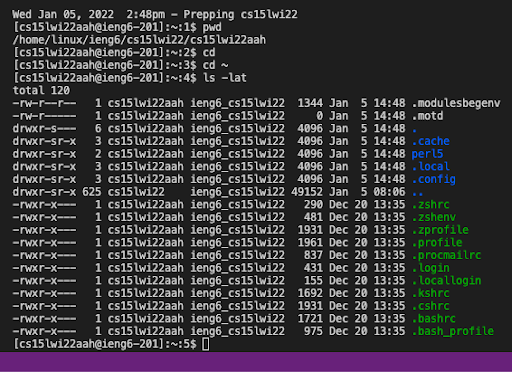 Wed Jan 05, 2022  2:48pm - Prepping cs15lwi22
[cs15lwi22aah@ieng6-201]:~:1$ pwd
/home/linux/ieng6/cs15lwi22/cs15lwi22aah
[cs15lwi22aah@ieng6-201]:~:2$ cd
[cs15lwi22aah@ieng6-201]:~:3$ cd ~
[cs15lwi22aah@ieng6-201]:~:4$ ls -lat
total 120
-rw-r--r--   1 cs15lwi22aah ieng6_cs15lwi22  1344 Jan  5 14:48 .modulesbegenv
-rw-r-----   1 cs15lwi22aah ieng6_cs15lwi22     0 Jan  5 14:48 .motd
drwxr-s---   6 cs15lwi22aah ieng6_cs15lwi22  4096 Jan  5 14:48 .
drwxr-sr-x   3 cs15lwi22aah ieng6_cs15lwi22  4096 Jan  5 14:48 .cache
drwxr-sr-x   2 cs15lwi22aah ieng6_cs15lwi22  4096 Jan  5 14:48 perl5
drwxr-sr-x   3 cs15lwi22aah ieng6_cs15lwi22  4096 Jan  5 14:48 .local
drwxr-sr-x   3 cs15lwi22aah ieng6_cs15lwi22  4096 Jan  5 14:48 .config
drwxr-sr-x 625 cs15lwi22    ieng6_cs15lwi22 49152 Jan  5 08:06 ..
-rwxr-x---   1 cs15lwi22aah ieng6_cs15lwi22   290 Dec 20 13:35 .zshrc
-rwxr-x---   1 cs15lwi22aah ieng6_cs15lwi22   481 Dec 20 13:35 .zshenv
-rwxr-x---   1 cs15lwi22aah ieng6_cs15lwi22  1931 Dec 20 13:35 .zprofile
-rwxr-x---   1 cs15lwi22aah ieng6_cs15lwi22  1961 Dec 20 13:35 .profile
-rwxr-x---   1 cs15lwi22aah ieng6_cs15lwi22   837 Dec 20 13:35 .procmailrc
-rwxr-x---   1 cs15lwi22aah ieng6_cs15lwi22   431 Dec 20 13:35 .login
-rwxr-x---   1 cs15lwi22aah ieng6_cs15lwi22   155 Dec 20 13:35 .locallogin
-rwxr-x---   1 cs15lwi22aah ieng6_cs15lwi22  1692 Dec 20 13:35 .kshrc
-rwxr-x---   1 cs15lwi22aah ieng6_cs15lwi22  1931 Dec 20 13:35 .cshrc
-rwxr-x---   1 cs15lwi22aah ieng6_cs15lwi22  1721 Dec 20 13:35 .bashrc
-rwxr-x---   1 cs15lwi22aah ieng6_cs15lwi22   975 Dec 20 13:35 .bash_profile
[cs15lwi22aah@ieng6-201]:~:5$